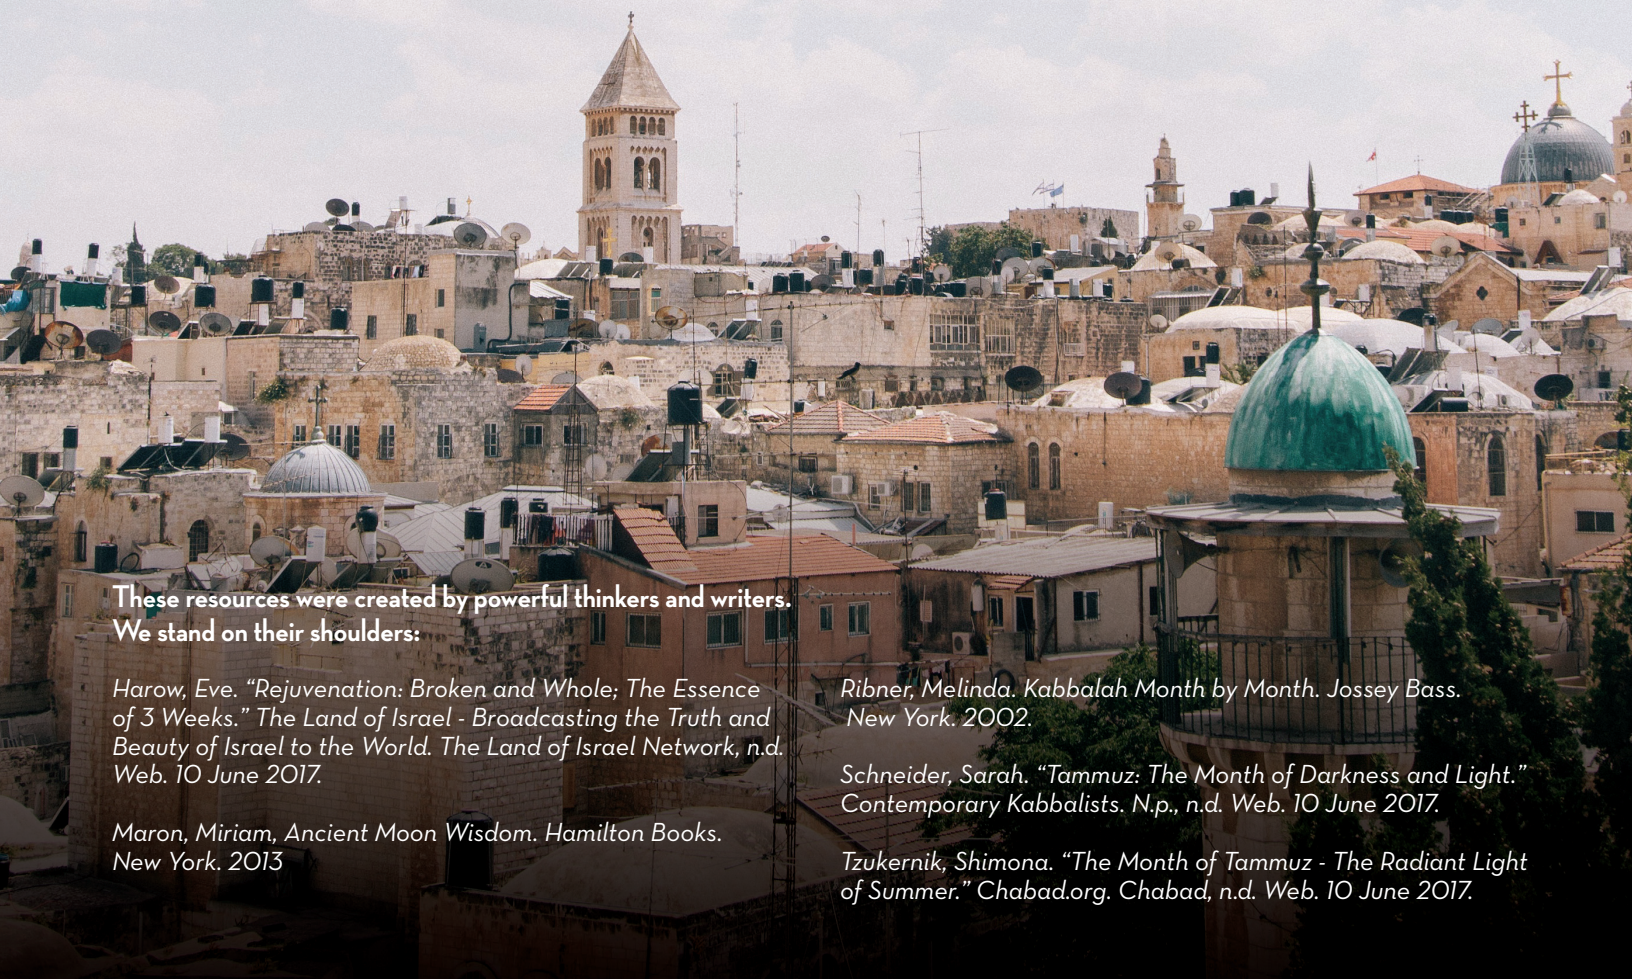 These resources were created by powerful thinkers and writers.
We stand on their shoulders:
Harow, Eve. “Rejuvenation: Broken and Whole; The Essence
of 3 Weeks.” The Land of Israel - Broadcasting the Truth and
Beauty of Israel to the World. The Land of Israel Network, n.d.
Web. 10 June 2017.
Maron, Miriam, Ancient Moon Wisdom. Hamilton Books.
New York. 2013
Ribner, Melinda. Kabbalah Month by Month. Jossey Bass.
New York. 2002.
Schneider, Sarah. “Tammuz: The Month of Darkness and Light.”
Contemporary Kabbalists. N.p., n.d. Web. 10 June 2017.
Tzukernik, Shimona. “The Month of Tammuz - The Radiant Light
of Summer.” Chabad.org. Chabad, n.d. Web. 10 June 2017.